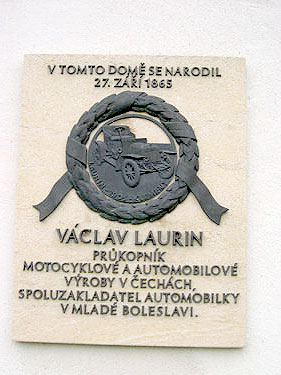 V TOMTO DOMĚ SE NARODIL
27. ZÁŘÍ 1865
VÁCLAV LAURIN
PRŮKOPNÍK
MOTOCYKLOVÉ A AUTOMOBILOVÉ
VÝROBY V ČECHÁCH,
SPOLUZAKLADATEL AUTOMOBILKY
V MLADÉ BOLESLAVI.